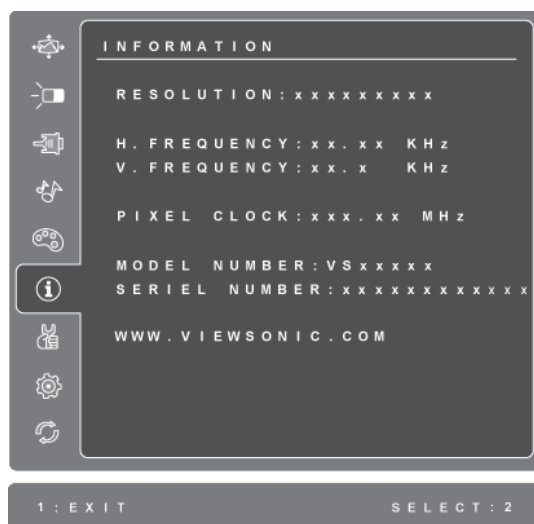 INFORMATION
RESOLUTION:xxxxxxxxx
H. FREQUENCY:xx.xx KHz
V. FREQUENCY:xx.x KHz
PIXEL CLOCK:xxx.xx MHz
MODEL NUMBER:VSxxxxx
SERIEL NUMBER:xxxxxxxxxxxx
WWW.VIEWSONIC.COM
1:EXIT SELECT:2